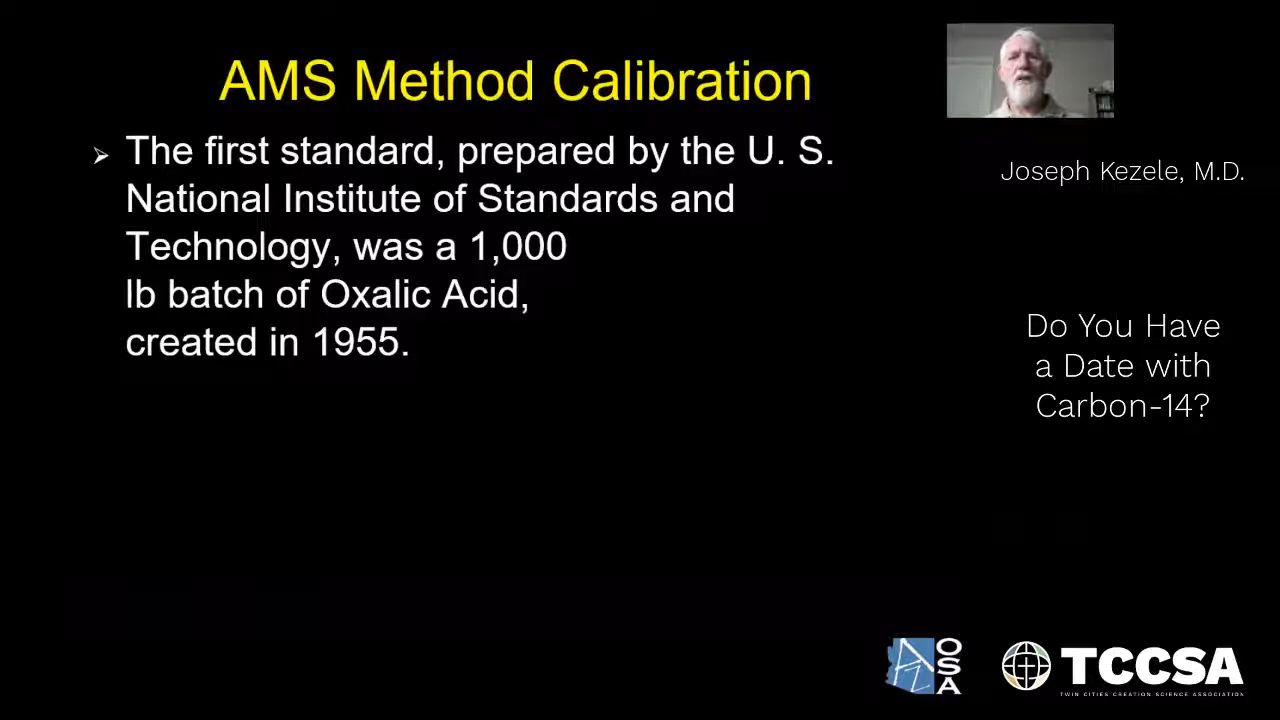 AMS Method Calibration
➢ The first standard, prepared by the U. S.
National Institute of Standards and
Technology, was a 1,000
lb batch of Oxalic Acid,
created in 1955.
Joseph Kezele, M.D.
Do You Have
a Date with
Carbon-14?
AZ
OSA
TCCSA
TWIN CITIES CREATION SCIENCE ASSOCIATION